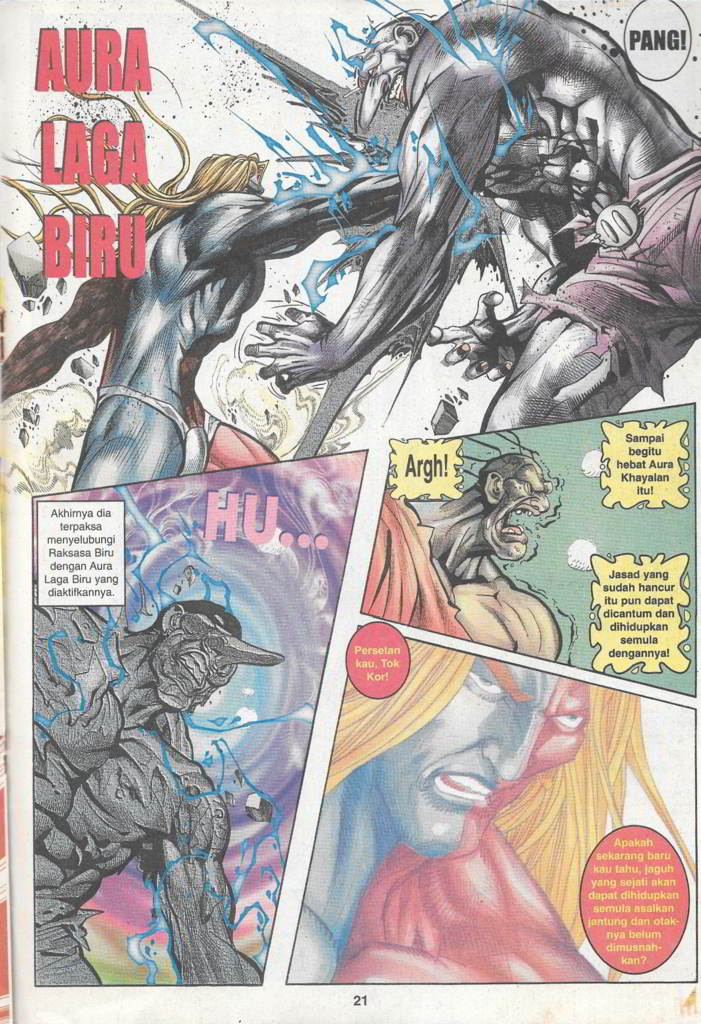 AURA
LAGA
BIRU
PANG!
Akhirnya dia
terpaksa
menyelubungi
Raksasa Biru
dengan Aura
Laga Biru yang
diaktifkannya.
HU...
Argh!
Sampai
begitu
hebat Aura
Khayalan
itu!
Jasad yang
sudah hancur
itu pun dapat
dicantum dan
dihidupkan
semula
dengannya!
Persetan
kau, Tok
Kor!
Apakah
sekarang baru
kau tahu, jaguh
yang sejati akan
dapat dihidupkan
semula asalkan
jantung dan otak-
nya belum
dimusnah-
kan?
21